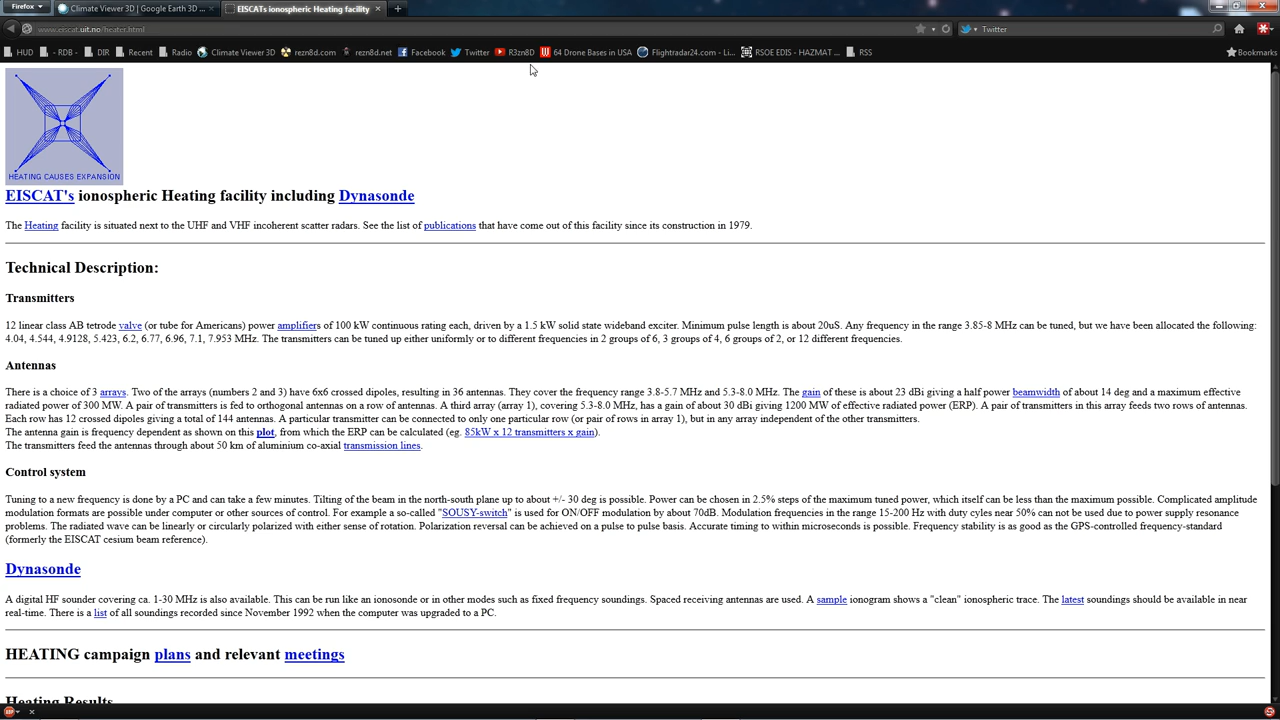 Firefox
Climate Viewer 3D | Google Earth 3D ...
EISCATs ionospheric Heating facility
www.eiscat.uit.no/heater.html
Twitter
HUD
- RDB -
DIR
Recent
Radio
Climate Viewer 3D
rezn8d.com
rezn8d.net
Facebook
Twitter
R3zn8D
64 Drone Bases in USA
Flightradar24.com - Li...
RSOE EDIS - HAZMAT ...
RSS
Bookmarks
HEATING CAUSES EXPANSION
EISCAT's ionospheric Heating facility including Dynasonde
The Heating facility is situated next to the UHF and VHF incoherent scatter radars. See the list of publications that have come out of this facility since its construction in 1979.
Technical Description:
Transmitters
12 linear class AB tetrode valve (or tube for Americans) power amplifiers of 100 kW continuous rating each, driven by a 1.5 kW solid state wideband exciter. Minimum pulse length is about 20uS. Any frequency in the range 3.85-8 MHz can be tuned, but we have been allocated the following:
4.04, 4.544, 4.9128, 5.423, 6.2, 6.77, 6.96, 7.1, 7.953 MHz. The transmitters can be tuned up either uniformly or to different frequencies in 2 groups of 6, 3 groups of 4, 6 groups of 2, or 12 different frequencies.
Antennas
There is a choice of 3 arrays. Two of the arrays (numbers 2 and 3) have 6x6 crossed dipoles, resulting in 36 antennas. They cover the frequency range 3.8-5.7 MHz and 5.3-8.0 MHz. The gain of these is about 23 dBi giving a half power beamwidth of about 14 deg and a maximum effective
radiated power of 300 MW. A pair of transmitters is fed to orthogonal antennas on a row of antennas. A third array (array 1), covering 5.3-8.0 MHz, has a gain of about 30 dBi giving 1200 MW of effective radiated power (ERP). A pair of transmitters in this array feeds two rows of antennas.
Each row has 12 crossed dipoles giving a total of 144 antennas. A particular transmitter can be connected to only one particular row (or pair of rows in array 1), but in any array independent of the other transmitters.
The antenna gain is frequency dependent as shown on this plot, from which the ERP can be calculated (eg. 85kW x 12 transmitters x gain).
The transmitters feed the antennas through about 50 km of aluminium co-axial transmission lines.
Control system
Tuning to a new frequency is done by a PC and can take a few minutes. Tilting of the beam in the north-south plane up to about +/- 30 deg is possible. Power can be chosen in 2.5% steps of the maximum tuned power, which itself can be less than the maximum possible. Complicated amplitude
modulation formats are possible under computer or other sources of control. For example a so-called "SOUSY-switch" is used for ON/OFF modulation by about 70dB. Modulation frequencies in the range 15-200 Hz with duty cyles near 50% can not be used due to power supply resonance
problems. The radiated wave can be linearly or circularly polarized with either sense of rotation. Polarization reversal can be achieved on a pulse to pulse basis. Accurate timing to within microseconds is possible. Frequency stability is as good as the GPS-controlled frequency-standard
(formerly the EISCAT cesium beam reference).
Dynasonde
A digital HF sounder covering ca. 1-30 MHz is also available. This can be run like an ionosonde or in other modes such as fixed frequency soundings. Spaced receiving antennas are used. A sample ionogram shows a "clean" ionospheric trace. The latest soundings should be available in near
real-time. There is a list of all soundings recorded since November 1992 when the computer was upgraded to a PC.
HEATING campaign plans and relevant meetings
Heating Results